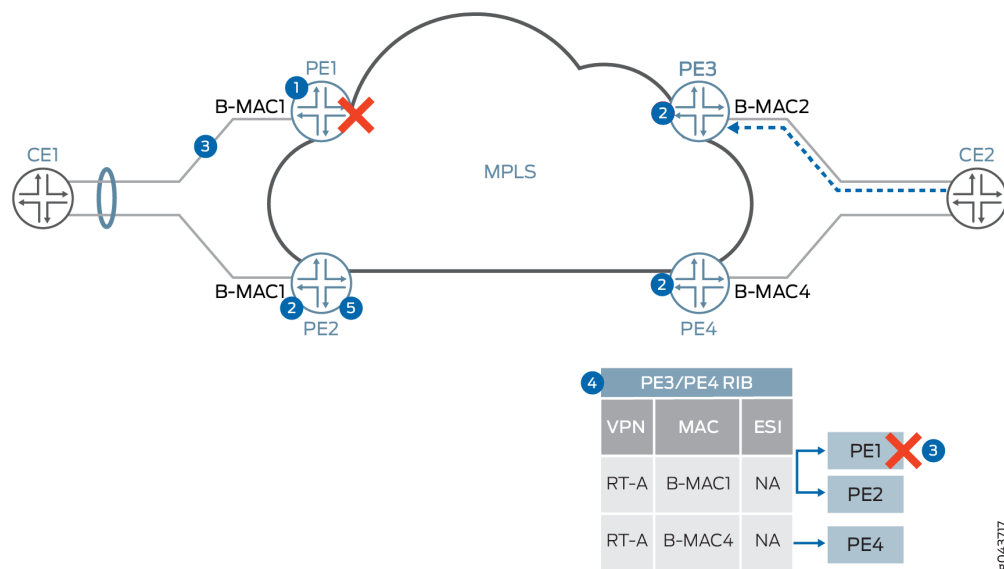 PE1
PE3
1
B-MAC1
2
B-MAC2
3
CE1
MPLS
CE2
B-MAC1
2
5
2
B-MAC4
PE2
PE4
4 PE3/PE4 RIB
VPN MAC ESI
PE1 3
RT-A B-MAC1 NA
PE2
RT-A B-MAC4 NA
PE4
g043717